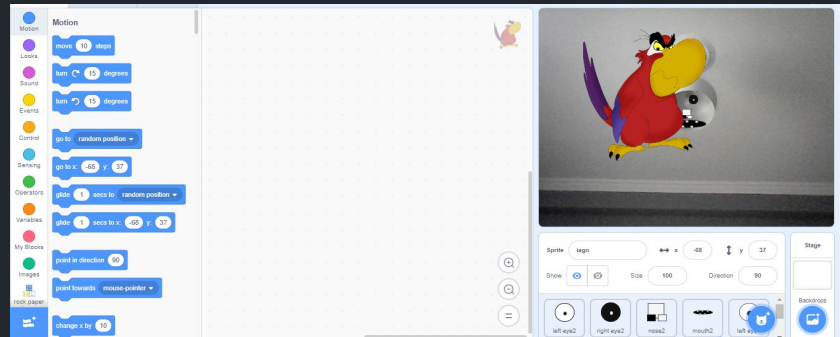 Motion
Looks
Sound
Events
Control
Sensing
Operators
Variables
My Blocks
Images
rock paper
Motion
move 10 steps
turn 15 degrees
turn 15 degrees
go to random position
go to x: -68 y: 37
glide 1 secs to random position
glide 1 secs to x: -68 y: 37
point in direction 90
point towards mouse-pointer
change x by 10
Sprite iago x -68 y 37
Show Size 100 Direction 90
left eye2 right eye2 nose2 mouth2 left eye
Stage
Backdrops